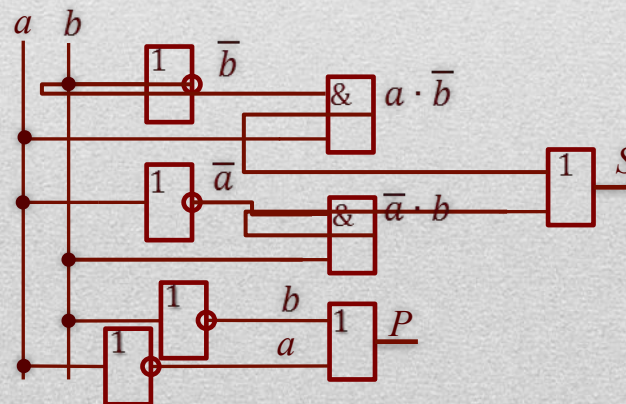 a b
1 b̅
& a · b̅
1 S
1 a̅
& a̅ · b
1 b
1 P
1 a